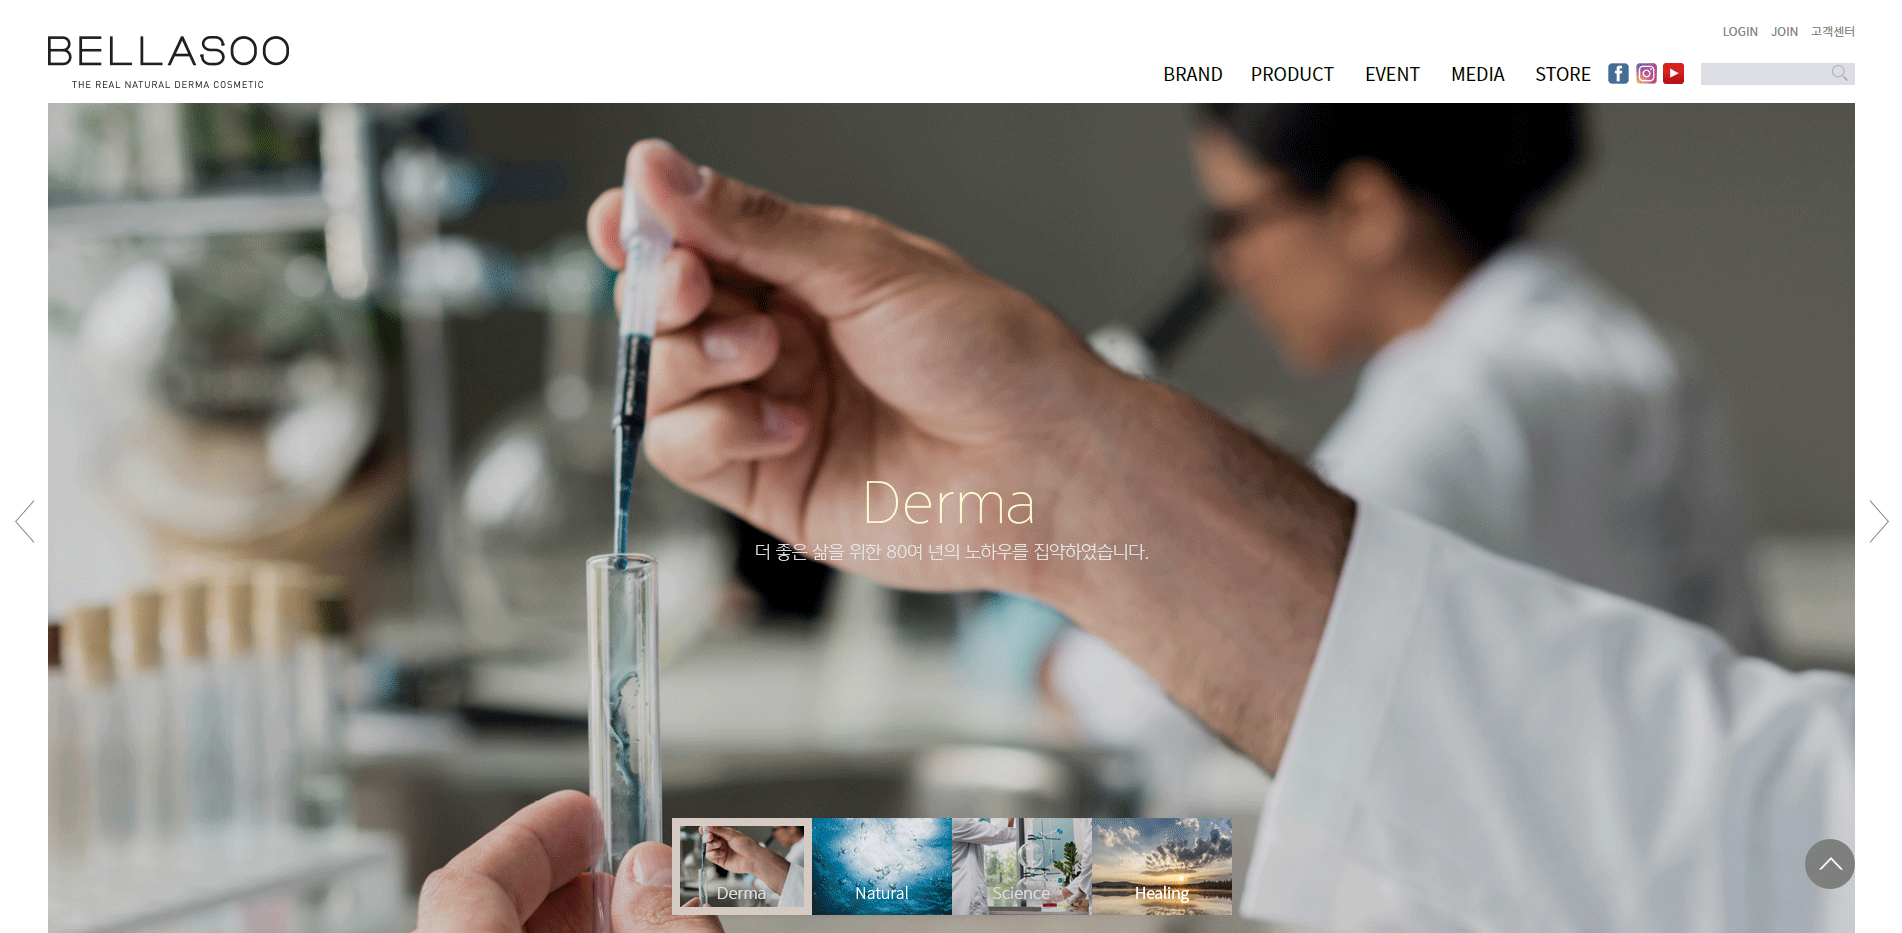 LOGIN JOIN 고객센터
BELLASOO
THE REAL NATURAL DERMA COSMETIC
BRAND PRODUCT EVENT MEDIA STORE
Derma
더 좋은 삶을 위한 80여 년의 노하우를 집약하였습니다.
Derma Natural Science Healing